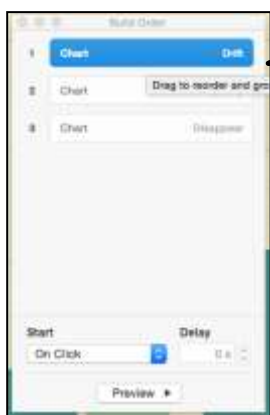 Build Order
1 Chart Drift
2 Chart
Drag to reorder and gro
3 Chart Disappear
Start Delay
On Click 0 s
Preview